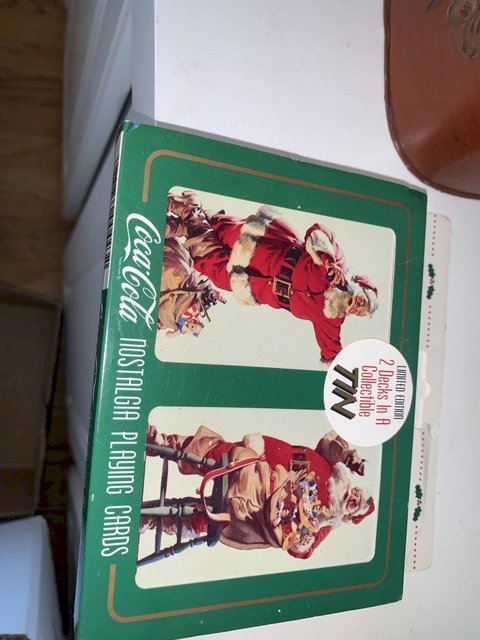 LIMITED EDITION
2 Decks In A
Collectible
TIN
Coca-Cola NOSTALGIA PLAYING CARDS